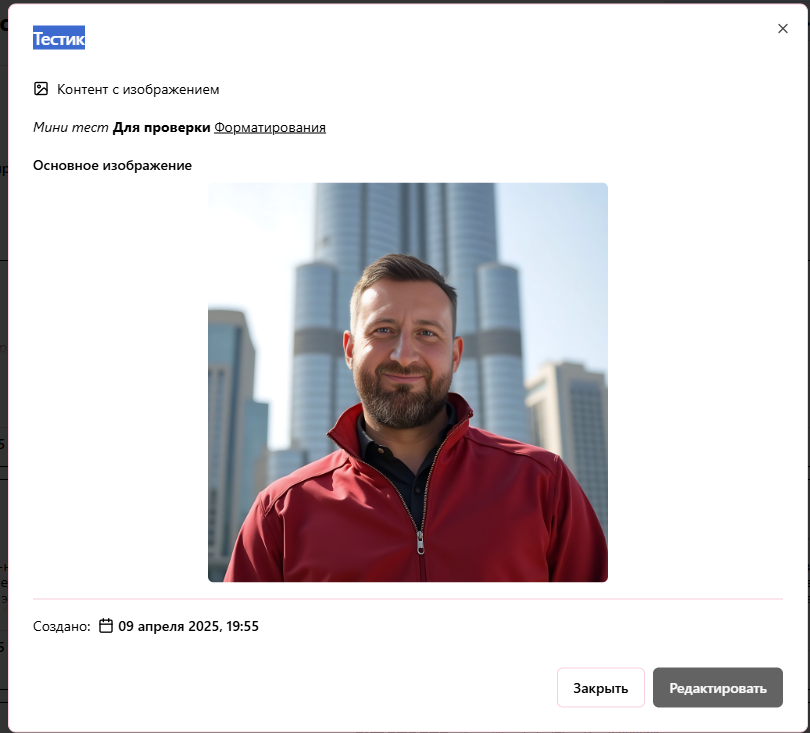 Тестик
Контент с изображением
Мини тест Для проверки Форматирования
Основное изображение
Создано: 09 апреля 2025, 19:55
Закрыть Редактировать